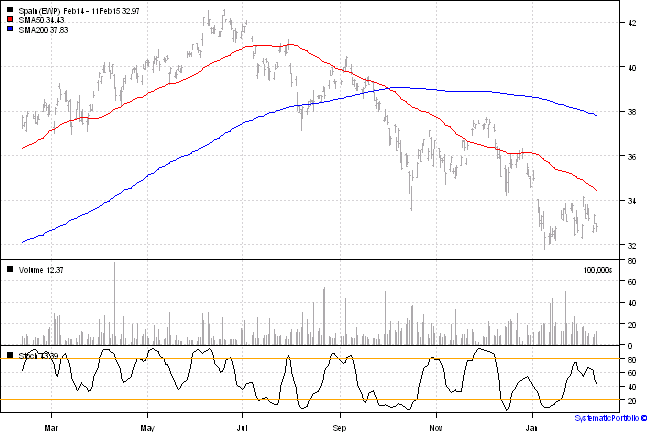 Spain (EWP) Feb14 - 11Feb15 32.97
SMA50 34.43
SMA200 37.83
42
40
38
36
34
32
Volume 12.37
100,000s
80
60
40
20
0
80
60
40
20
Mar May Jul Sep Nov Jan
SystematicPortfolio ©